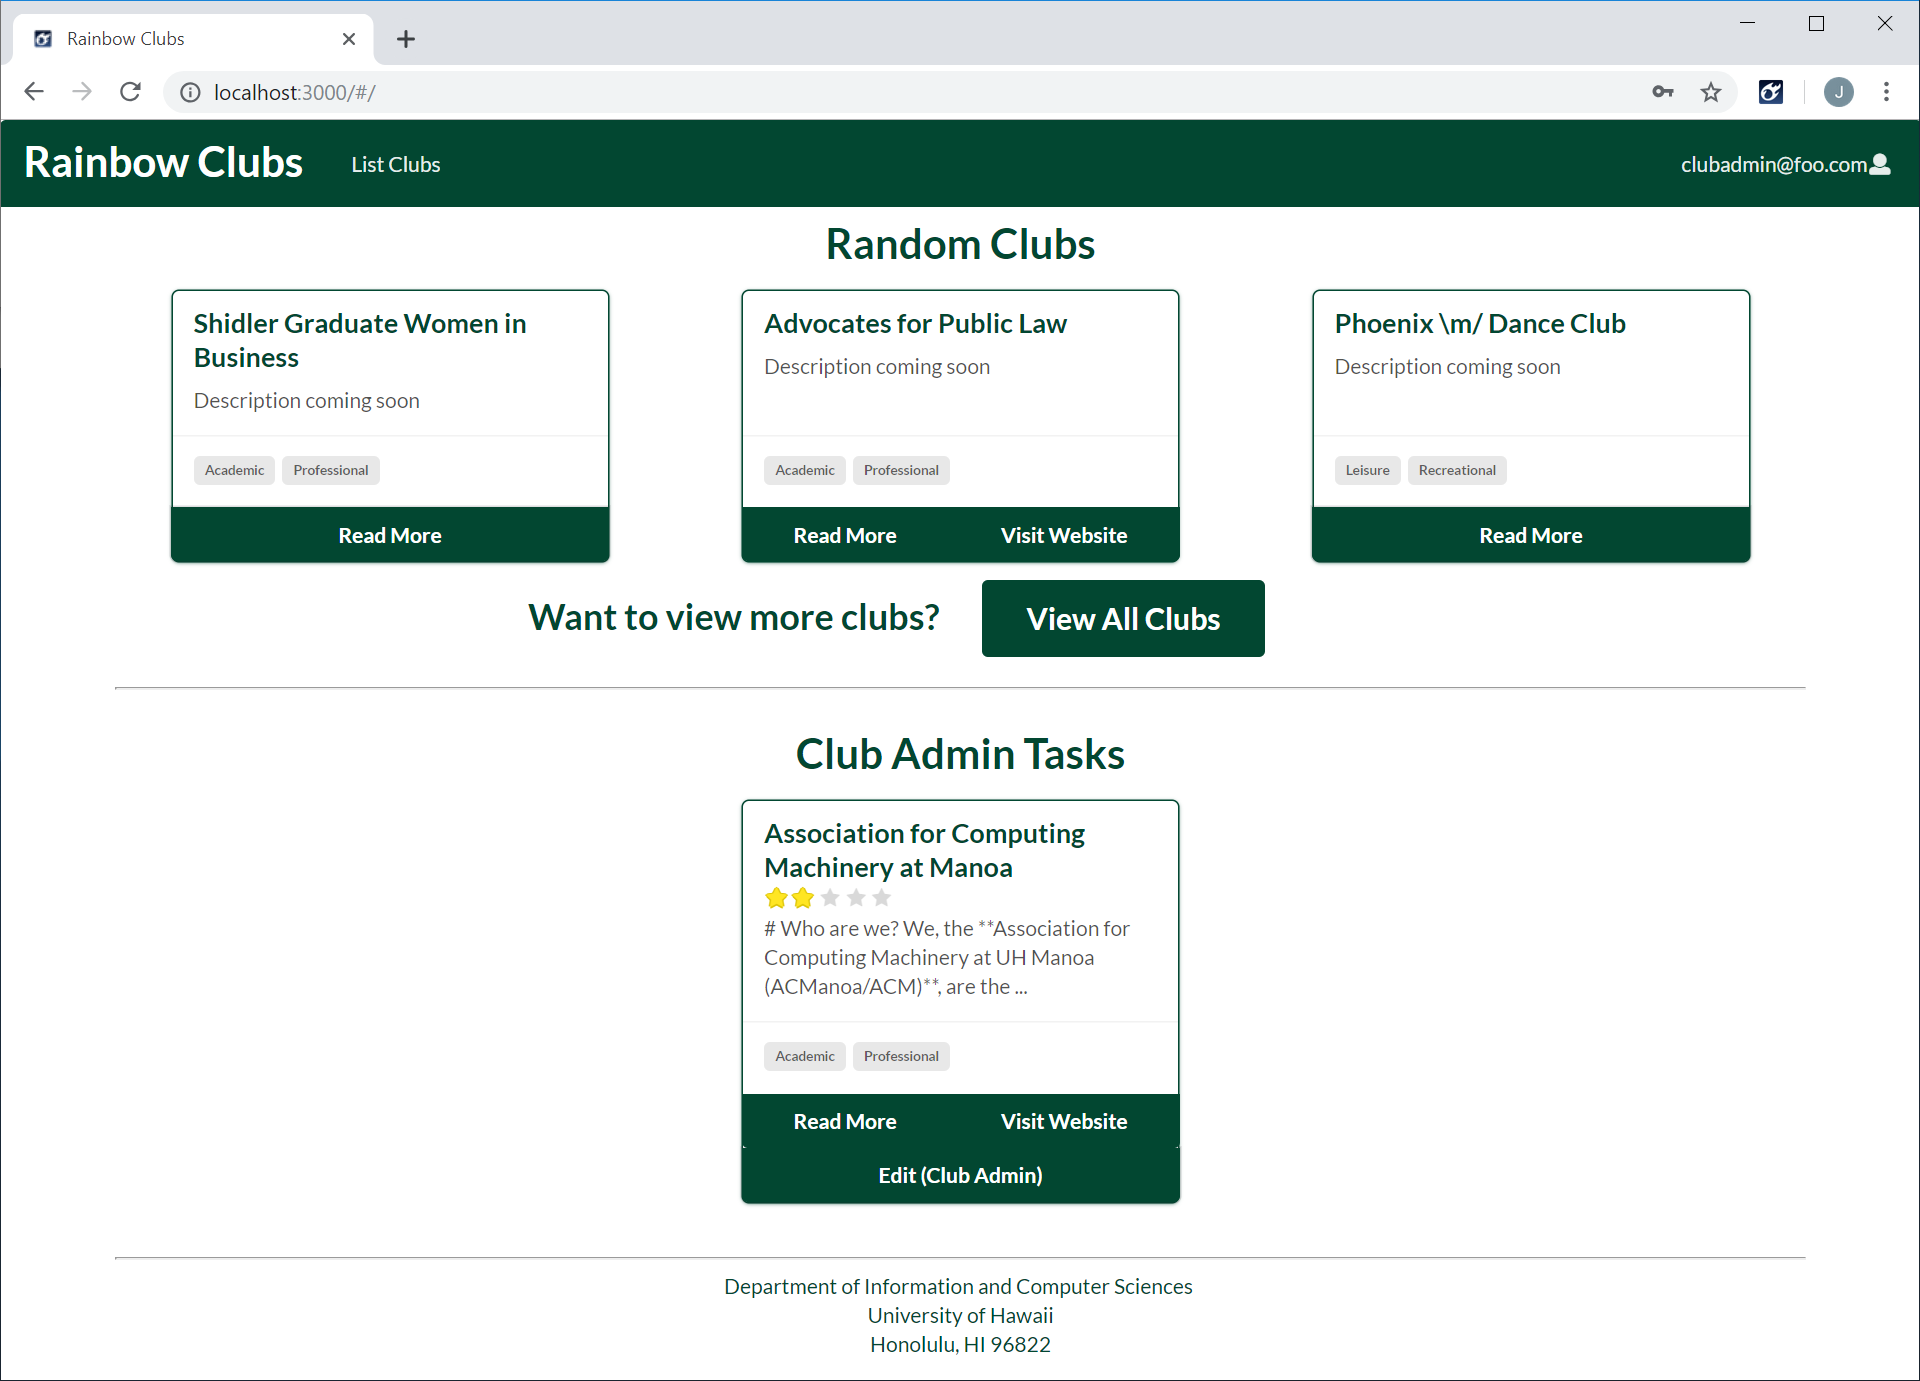 Rainbow Clubs
localhost:3000/#/
J
Rainbow Clubs List Clubs clubadmin@foo.com
Random Clubs
Shidler Graduate Women in
Business
Description coming soon
Academic Professional
Read More
Advocates for Public Law
Description coming soon
Academic Professional
Read More Visit Website
Phoenix \m/ Dance Club
Description coming soon
Leisure Recreational
Read More
Want to view more clubs? View All Clubs
Club Admin Tasks
Association for Computing
Machinery at Manoa
# Who are we? We, the **Association for
Computing Machinery at UH Manoa
(ACManoa/ACM)**, are the ...
Academic Professional
Read More Visit Website
Edit (Club Admin)
Department of Information and Computer Sciences
University of Hawaii
Honolulu, HI 96822